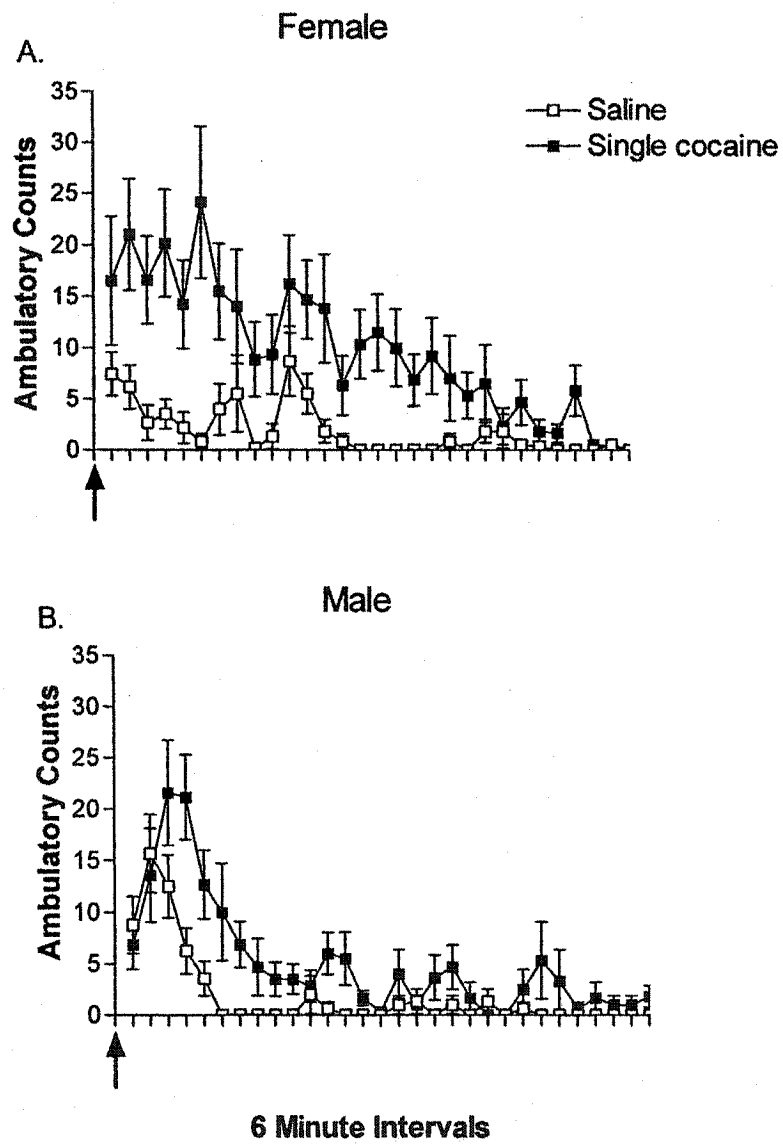 Female
A.
35
30
25
20
15
10
5
0
Ambulatory Counts
Saline
Single cocaine
Male
B.
35
30
25
20
15
10
5
0
Ambulatory Counts
6 Minute Intervals